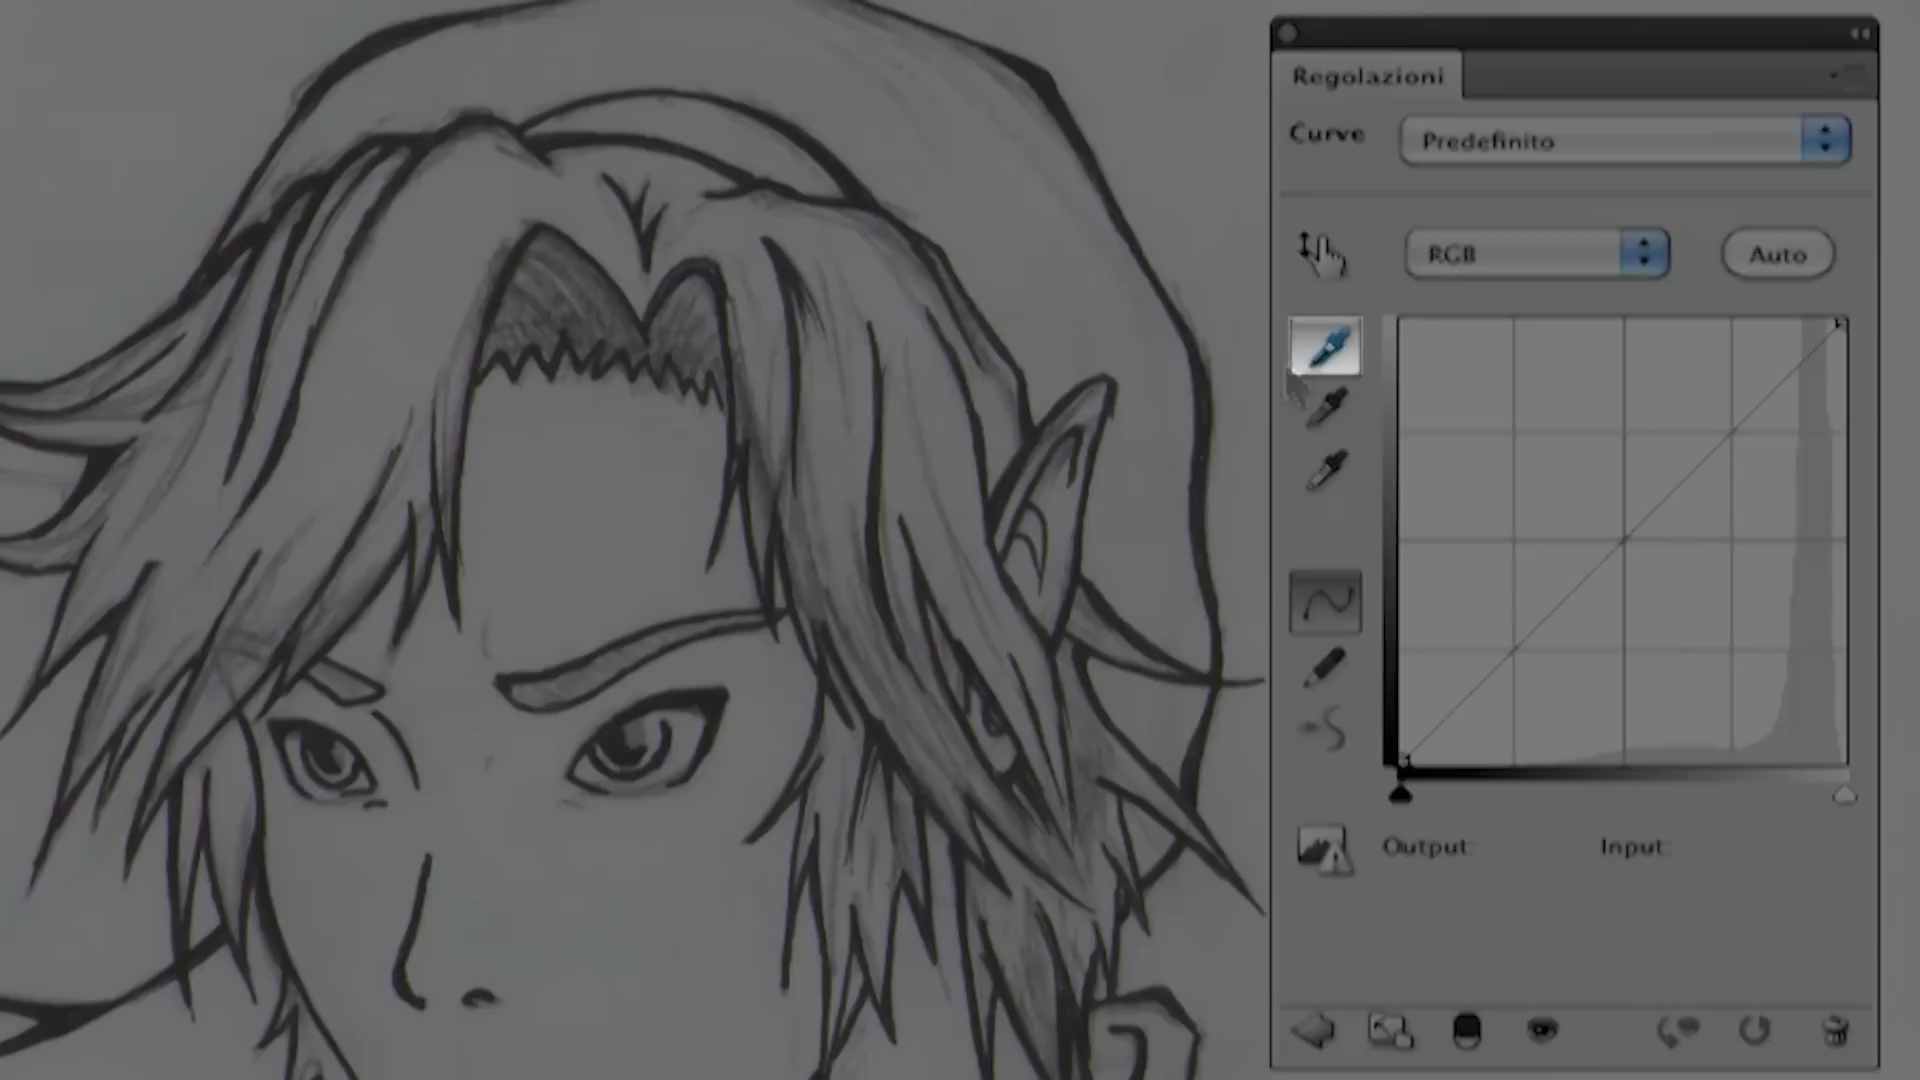 Regolazioni
Curve
Predefinito
RGB
Auto
Output:
Input: